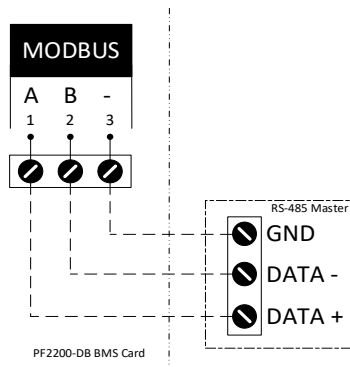 MODBUS
A B -
1 2 3
RS-485 Master
GND
DATA -
DATA +
PF2200-DB BMS Card